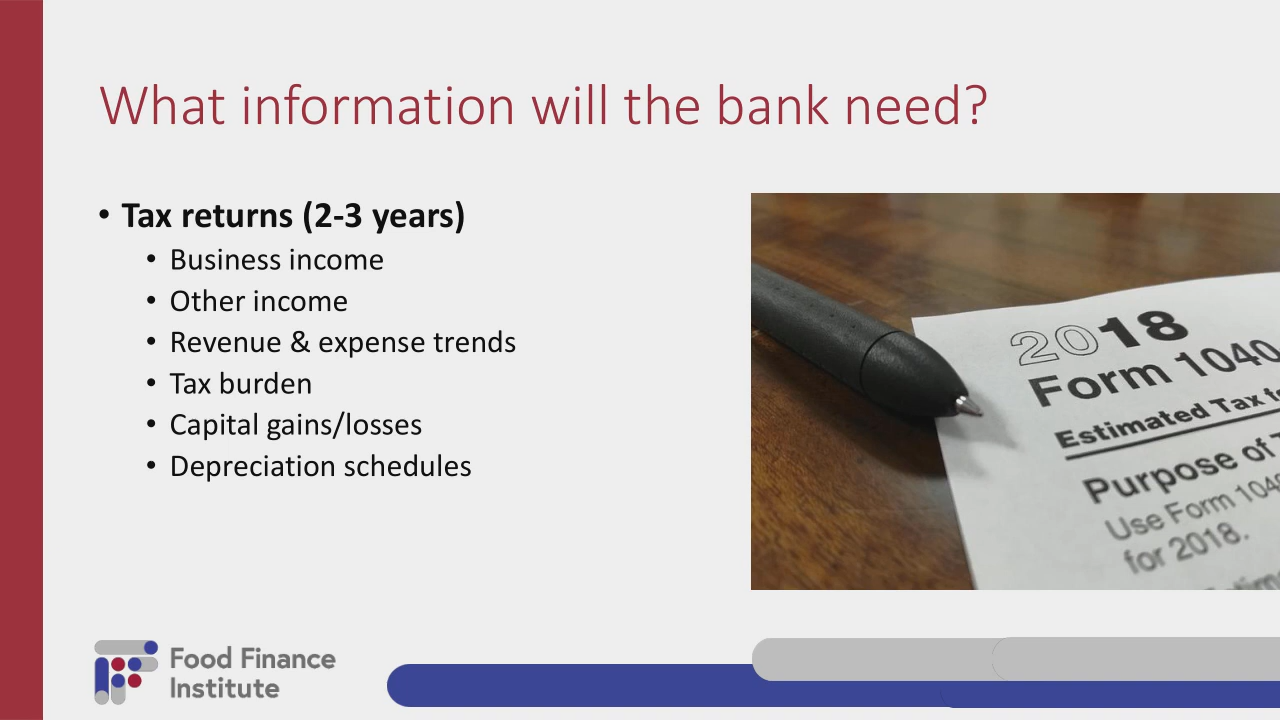 What information will the bank need?
• Tax returns (2-3 years)
• Business income
• Other income
• Revenue & expense trends
• Tax burden
• Capital gains/losses
• Depreciation schedules
2018
Form 1040
Estimated Tax
Purpose of
Use Form 1040
for 2018.
Food Finance
Institute